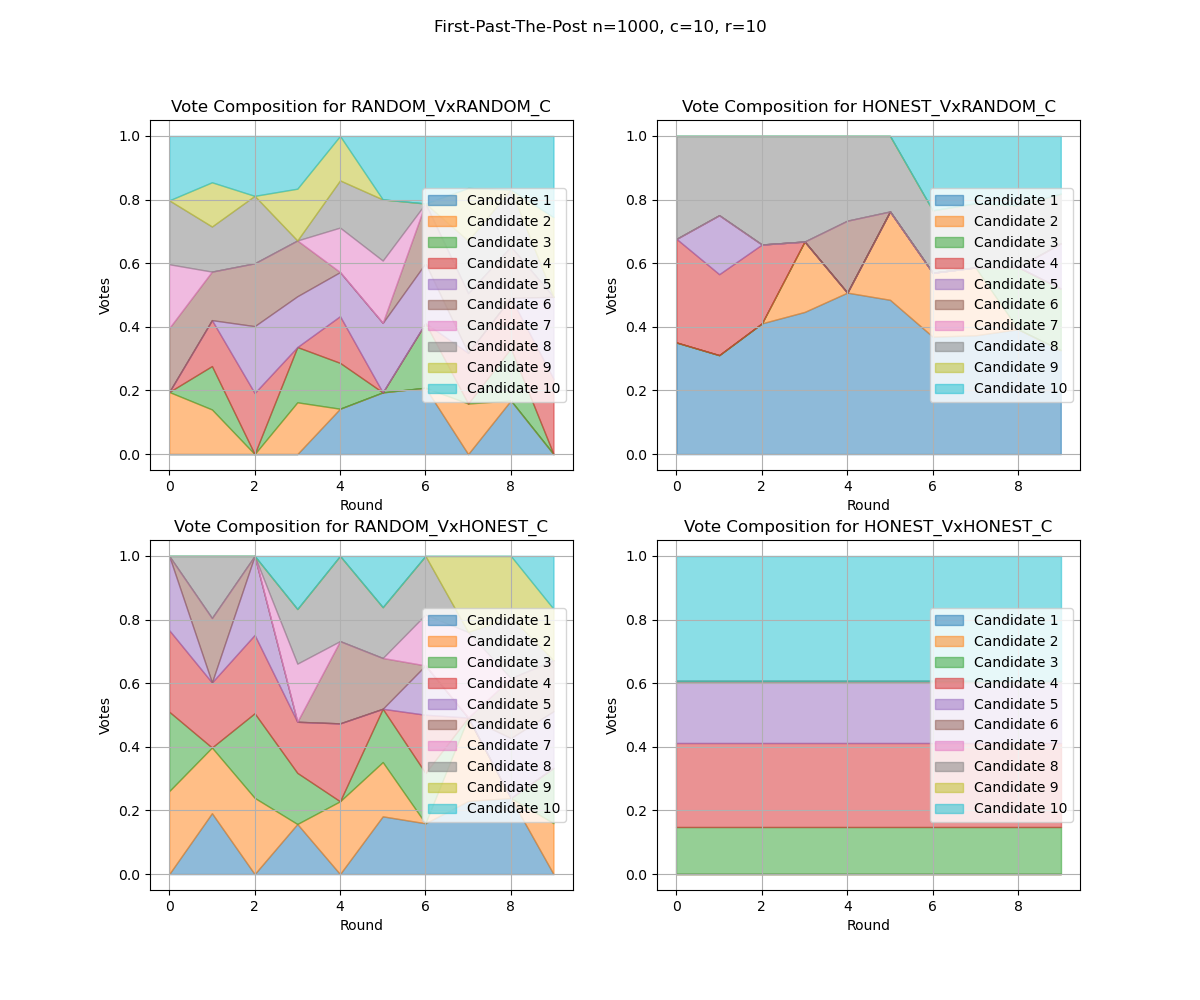 First-Past-The-Post n=1000, c=10, r=10
Vote Composition for RANDOM_VxRANDOM_C
1.0
0.8
0.6
0.4
0.2
0.0
Votes
0 2 4 6 8
Round
Candidate 1
Candidate 2
Candidate 3
Candidate 4
Candidate 5
Candidate 6
Candidate 7
Candidate 8
Candidate 9
Candidate 10
Vote Composition for HONEST_VxRANDOM_C
1.0
0.8
0.6
0.4
0.2
0.0
Votes
0 2 4 6 8
Round
Candidate 1
Candidate 2
Candidate 3
Candidate 4
Candidate 5
Candidate 6
Candidate 7
Candidate 8
Candidate 9
Candidate 10
Vote Composition for RANDOM_VxHONEST_C
1.0
0.8
0.6
0.4
0.2
0.0
Votes
0 2 4 6 8
Round
Candidate 1
Candidate 2
Candidate 3
Candidate 4
Candidate 5
Candidate 6
Candidate 7
Candidate 8
Candidate 9
Candidate 10
Vote Composition for HONEST_VxHONEST_C
1.0
0.8
0.6
0.4
0.2
0.0
Votes
0 2 4 6 8
Round
Candidate 1
Candidate 2
Candidate 3
Candidate 4
Candidate 5
Candidate 6
Candidate 7
Candidate 8
Candidate 9
Candidate 10